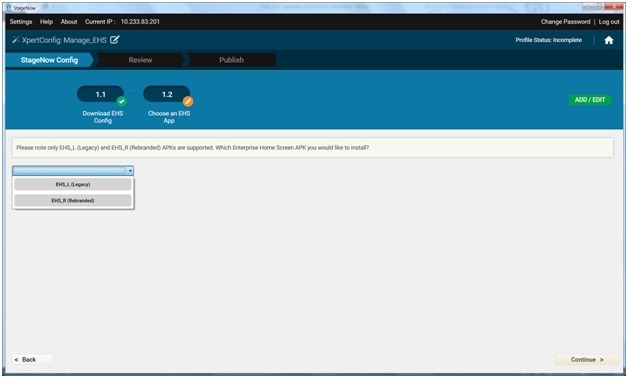 StageNow
Settings Help About Current IP : 10.233.83.201
Change Password | Log out
XpertConfig: Manage_EHS
Profile Status: Incomplete
StageNow Config
Review
Publish
1.1
1.2
Download EHS
Config
Choose an EHS
App
ADD / EDIT
Please note only EHS_L (Legacy) and EHS_R (Rebranded) APKs are supported. Which Enterprise Home Screen APK you would like to install?
EHS_L (Legacy)
EHS_R (Rebranded)
< Back
Continue >